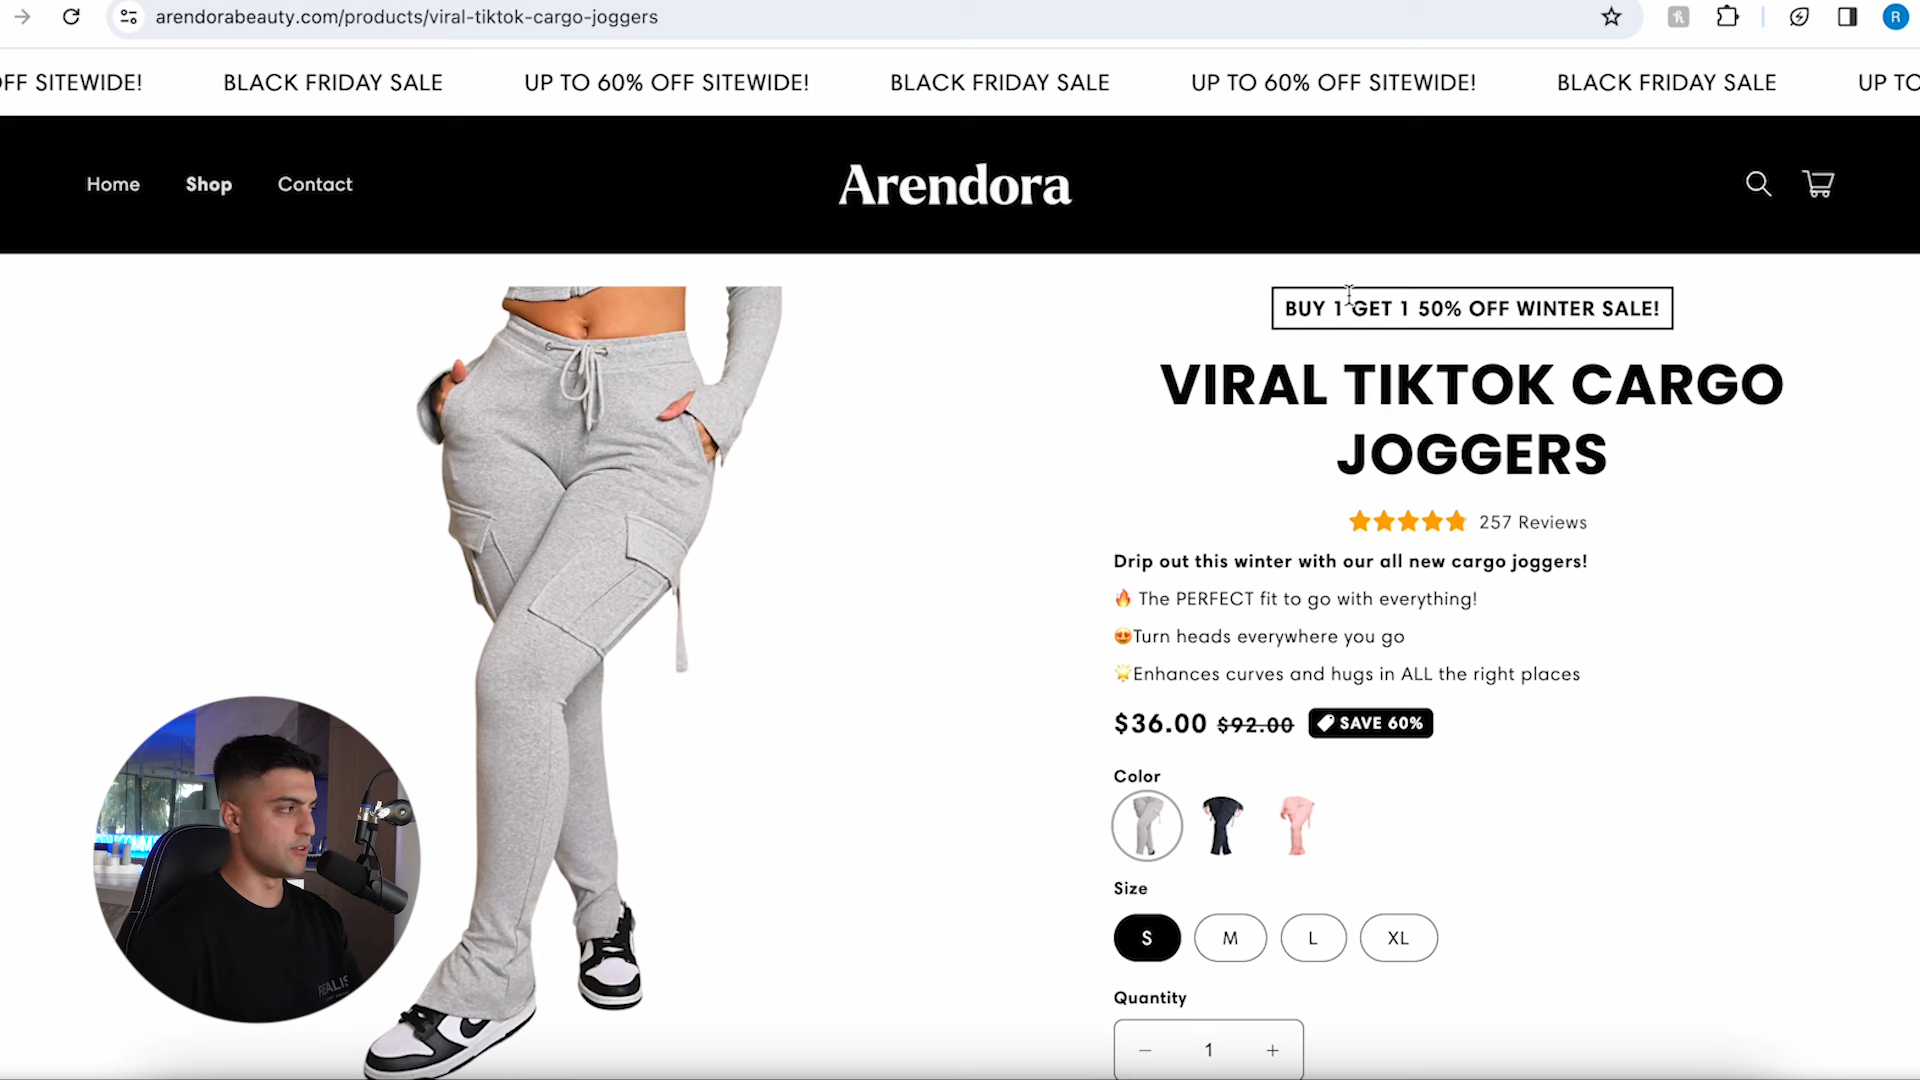 arendorabeauty.com/products/viral-tiktok-cargo-joggers
R
OFF SITEWIDE! BLACK FRIDAY SALE UP TO 60% OFF SITEWIDE! BLACK FRIDAY SALE UP TO 60% OFF SITEWIDE! BLACK FRIDAY SALE UP TO
Home Shop Contact
Arendora
BUY 1 GET 1 50% OFF WINTER SALE!
VIRAL TIKTOK CARGO
JOGGERS
257 Reviews
Drip out this winter with our all new cargo joggers!
🔥 The PERFECT fit to go with everything!
😍Turn heads everywhere you go
🌟Enhances curves and hugs in ALL the right places
$36.00 $92.00 SAVE 60%
Color
Size
S M L XL
Quantity
− 1 +